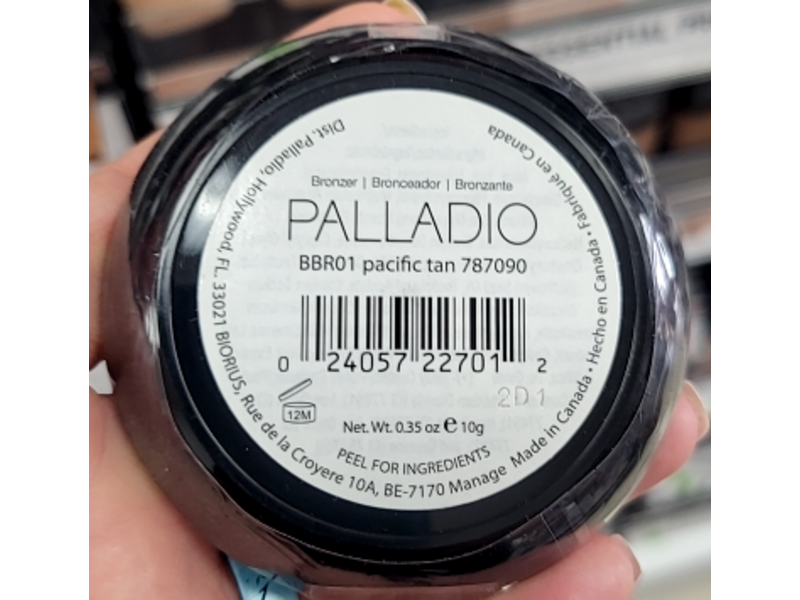 Bronzer | Bronceador | Bronzante
PALLADIO
BBR01 pacific tan 787090
0 24057 22701 2
2D1
12M
Net. Wt. 0.35 oz e 10g
PEEL FOR INGREDIENTS
Dist. Palladio, Hollywood, FL. 33021 BIORIUS, Rue de la Croyere 10A, BE-7170 Manage Made in Canada • Hecho en Canada • Fabriqué en Canada
ESSENTIAL